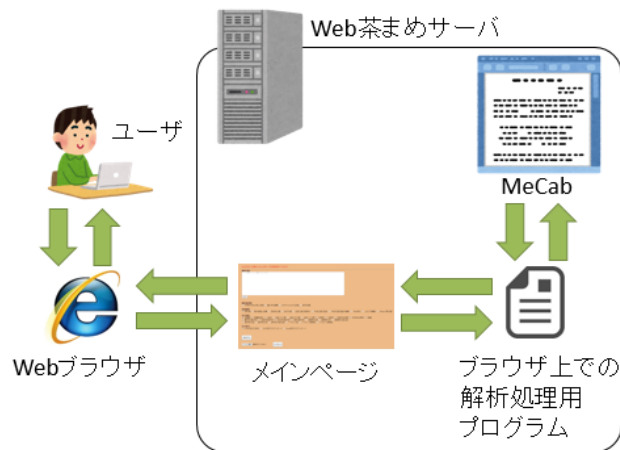 Web茶まめサーバ
ユーザ
MeCab
Webブラウザ
メインページ
ブラウザ上での
解析処理用
プログラム